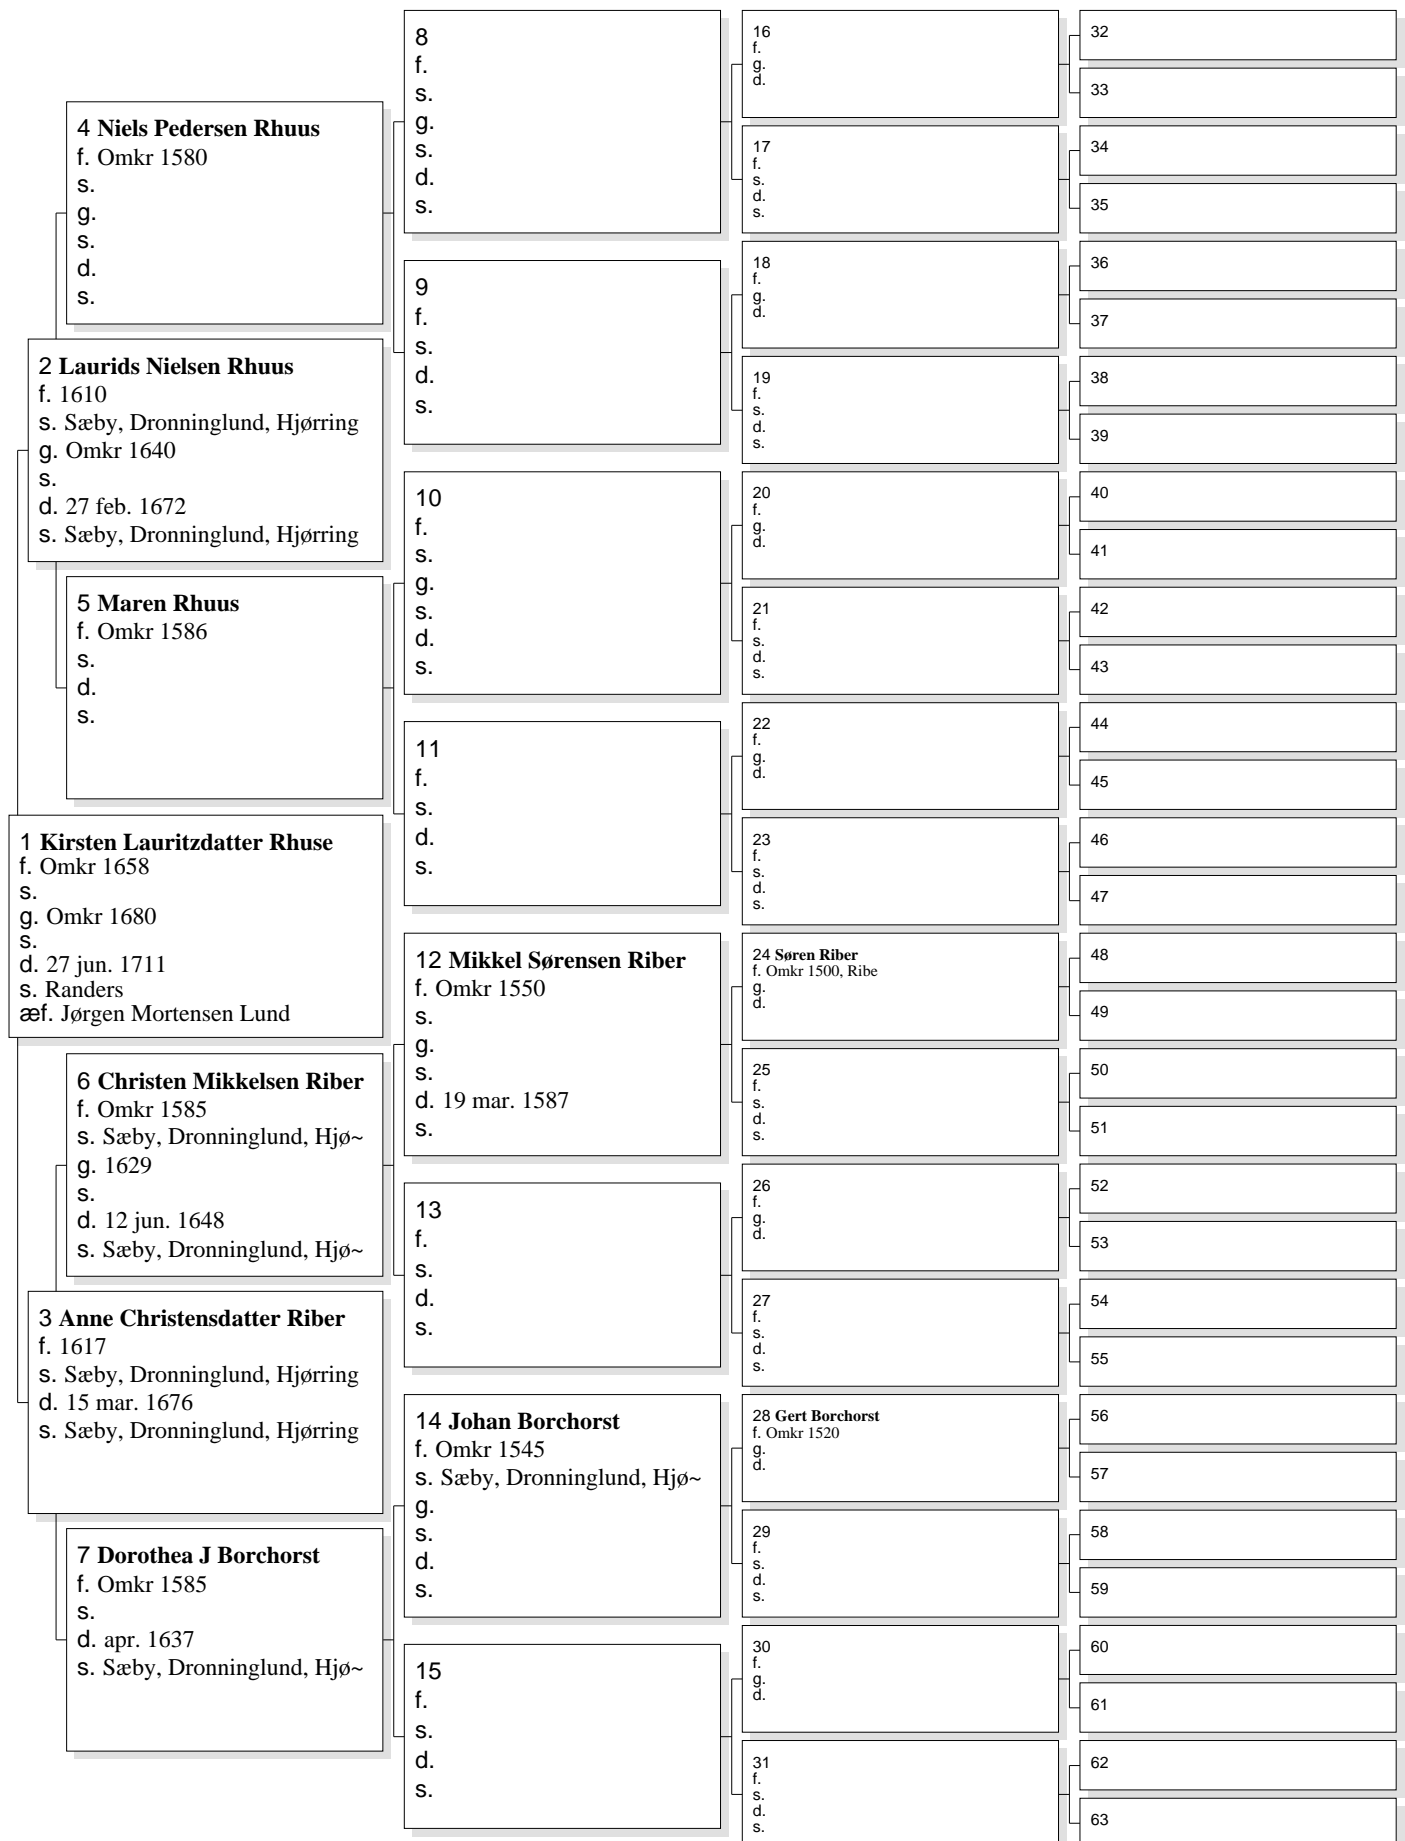 1 Kirsten Lauritzdatter Rhuse
f. Omkr 1658
s.
g. Omkr 1680
s.
d. 27 jun. 1711
s. Randers
æf. Jørgen Mortensen Lund
2 Laurids Nielsen Rhuus
f. 1610
s. Sæby, Dronninglund, Hjørring
g. Omkr 1640
s.
d. 27 feb. 1672
s. Sæby, Dronninglund, Hjørring
3 Anne Christensdatter Riber
f. 1617
s. Sæby, Dronninglund, Hjørring
d. 15 mar. 1676
s. Sæby, Dronninglund, Hjørring
4 Niels Pedersen Rhuus
f. Omkr 1580
s.
g.
s.
d.
s.
5 Maren Rhuus
f. Omkr 1586
s.
d.
s.
6 Christen Mikkelsen Riber
f. Omkr 1585
s. Sæby, Dronninglund, Hjø~
g. 1629
s.
d. 12 jun. 1648
s. Sæby, Dronninglund, Hjø~
7 Dorothea J Borchorst
f. Omkr 1585
s.
d. apr. 1637
s. Sæby, Dronninglund, Hjø~
8
f.
s.
g.
s.
d.
s.
9
f.
s.
d.
s.
10
f.
s.
g.
s.
d.
s.
11
f.
s.
d.
s.
12 Mikkel Sørensen Riber
f. Omkr 1550
s.
g.
s.
d. 19 mar. 1587
s.
13
f.
s.
d.
s.
14 Johan Borchorst
f. Omkr 1545
s. Sæby, Dronninglund, Hjø~
g.
s.
d.
s.
15
f.
s.
d.
s.
16
f.
g.
d.
17
f.
s.
d.
s.
18
f.
g.
d.
19
f.
s.
d.
s.
20
f.
g.
d.
21
f.
s.
d.
s.
22
f.
g.
d.
23
f.
s.
d.
s.
24 Søren Riber
f. Omkr 1500, Ribe
g.
d.
25
f.
s.
d.
s.
26
f.
g.
d.
27
f.
s.
d.
s.
28 Gert Borchorst
f. Omkr 1520
g.
d.
29
f.
s.
d.
s.
30
f.
g.
d.
31
f.
s.
d.
s.
32
33
34
35
36
37
38
39
40
41
42
43
44
45
46
47
48
49
50
51
52
53
54
55
56
57
58
59
60
61
62
63